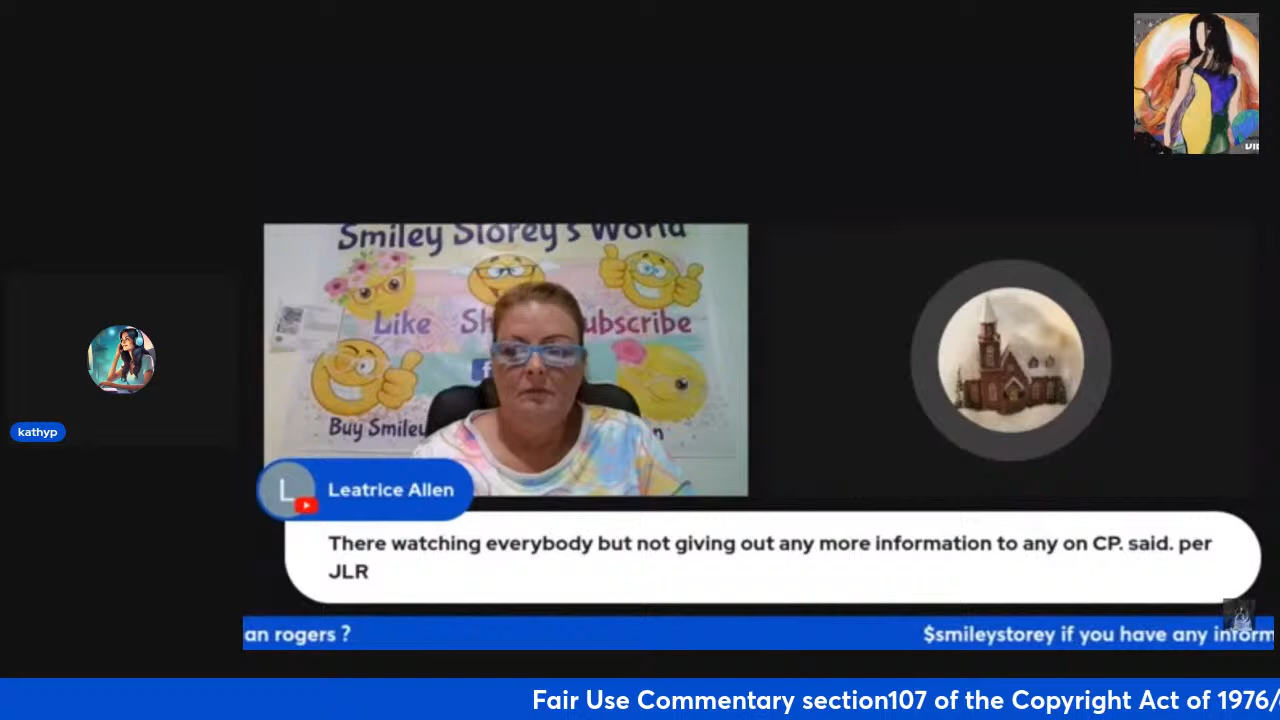 Smiley Storey's World
Like Sh ubscribe
Buy Smiley
kathyp
L
Leatrice Allen
There watching everybody but not giving out any more information to any on CP. said. per
JLR
an rogers ? $smileystorey if you have any inform
Fair Use Commentary section107 of the Copyright Act of 1976/